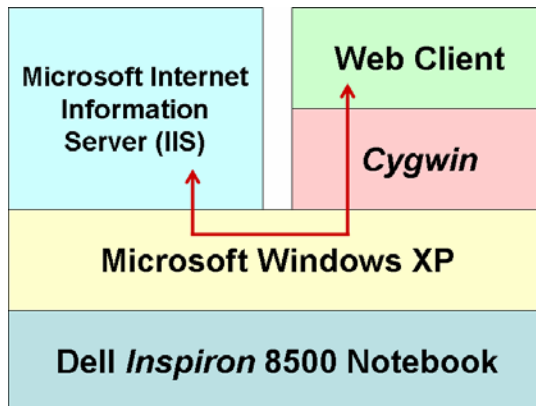 Microsoft Internet
Information
Server (IIS)
Web Client
Cygwin
Microsoft Windows XP
Dell Inspiron 8500 Notebook